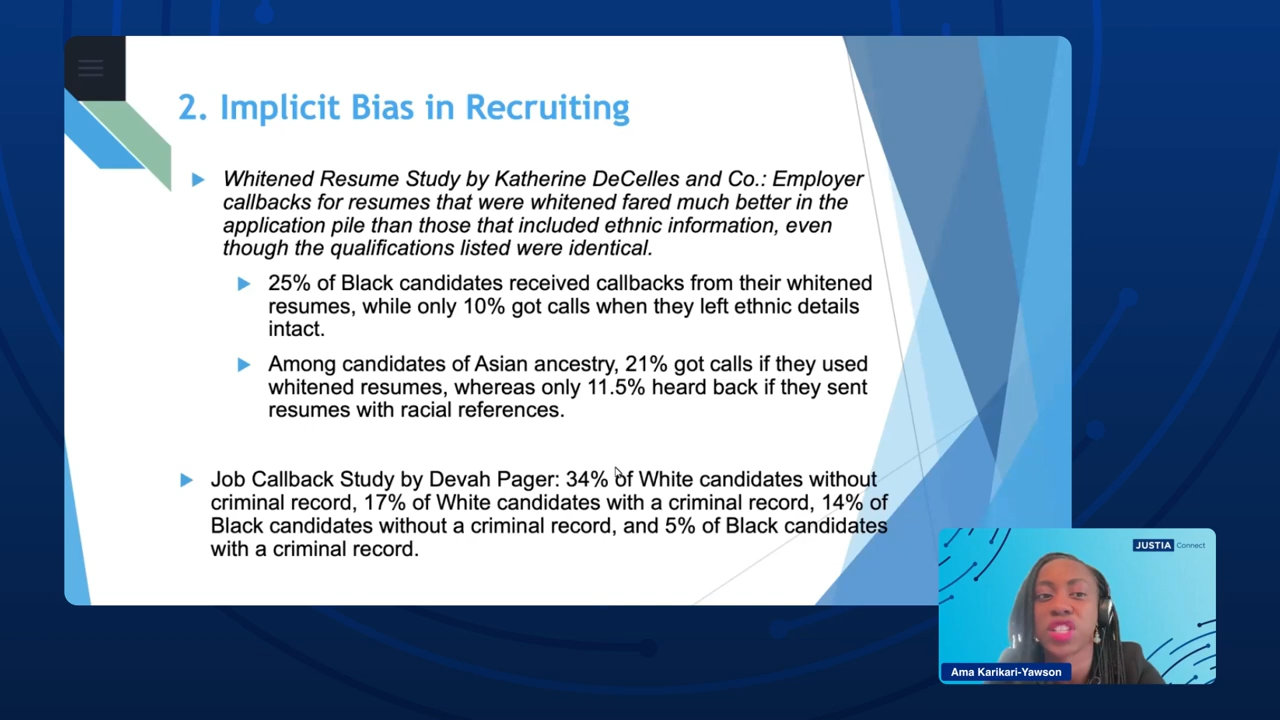 2. Implicit Bias in Recruiting
Whitened Resume Study by Katherine DeCelles and Co.: Employer
callbacks for resumes that were whitened fared much better in the
application pile than those that included ethnic information, even
though the qualifications listed were identical.
25% of Black candidates received callbacks from their whitened
resumes, while only 10% got calls when they left ethnic details
intact.
Among candidates of Asian ancestry, 21% got calls if they used
whitened resumes, whereas only 11.5% heard back if they sent
resumes with racial references.
Job Callback Study by Devah Pager: 34% of White candidates without
criminal record, 17% of White candidates with a criminal record, 14% of
Black candidates without a criminal record, and 5% of Black candidates
with a criminal record.
JUSTIA Connect
Ama Karikari-Yawson